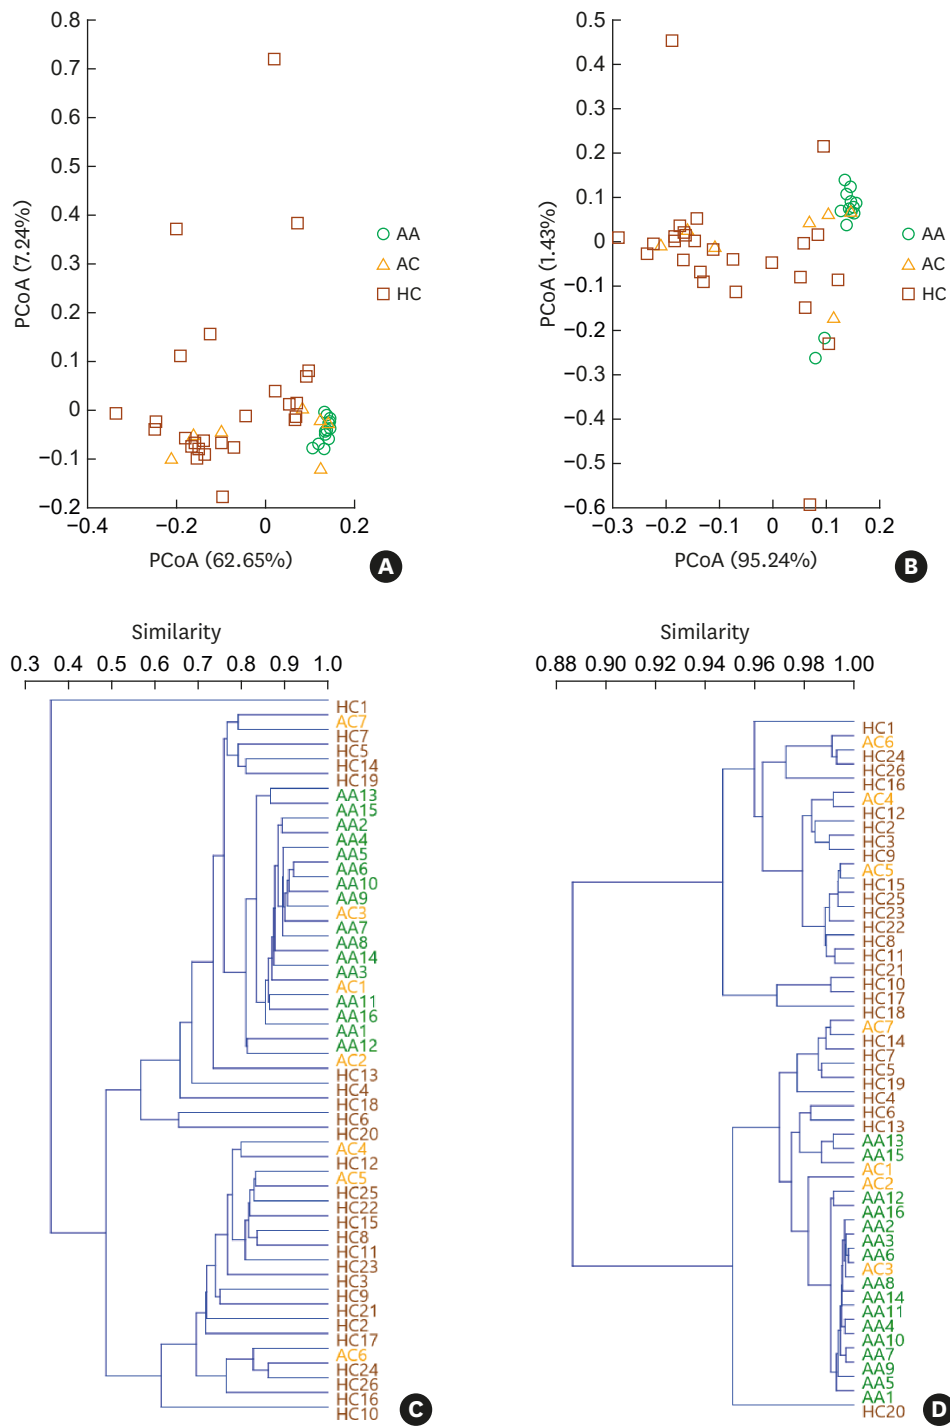 0.8
0.7
0.6
0.5
0.4
0.3
0.2
0.1
0
−0.1
−0.2
PCoA (7.24%)
−0.4
−0.2
0
0.2
PCoA (62.65%)
AA
AC
HC
A
0.5
0.4
0.3
0.2
0.1
0
−0.1
−0.2
−0.3
−0.4
−0.5
−0.6
PCoA (1.43%)
−0.3
−0.2
−0.1
0
0.1
0.2
PCoA (95.24%)
AA
AC
HC
B
Similarity
0.3 0.4 0.5 0.6 0.7 0.8 0.9 1.0
HC1
AC7
HC7
HC5
HC14
HC19
AA13
AA15
AA2
AA4
AA5
AA6
AA10
AA9
AC3
AA7
AA8
AA14
AA3
AC1
AA11
AA16
AA1
AA12
AC2
HC13
HC4
HC18
HC6
HC20
AC4
HC12
AC5
HC25
HC22
HC15
HC8
HC11
HC23
HC3
HC9
HC21
HC2
HC17
AC6
HC24
HC26
HC16
HC10
C
Similarity
0.88 0.90 0.92 0.94 0.96 0.98 1.00
HC1
AC6
HC24
HC26
HC16
AC4
HC12
HC2
HC3
HC9
AC5
HC15
HC25
HC23
HC22
HC8
HC11
HC21
HC10
HC17
HC18
AC7
HC14
HC7
HC5
HC19
HC4
HC6
HC13
AA13
AA15
AC1
AC2
AA12
AA16
AA2
AA3
AA6
AC3
AA8
AA14
AA11
AA4
AA10
AA7
AA9
AA5
AA1
HC20
D